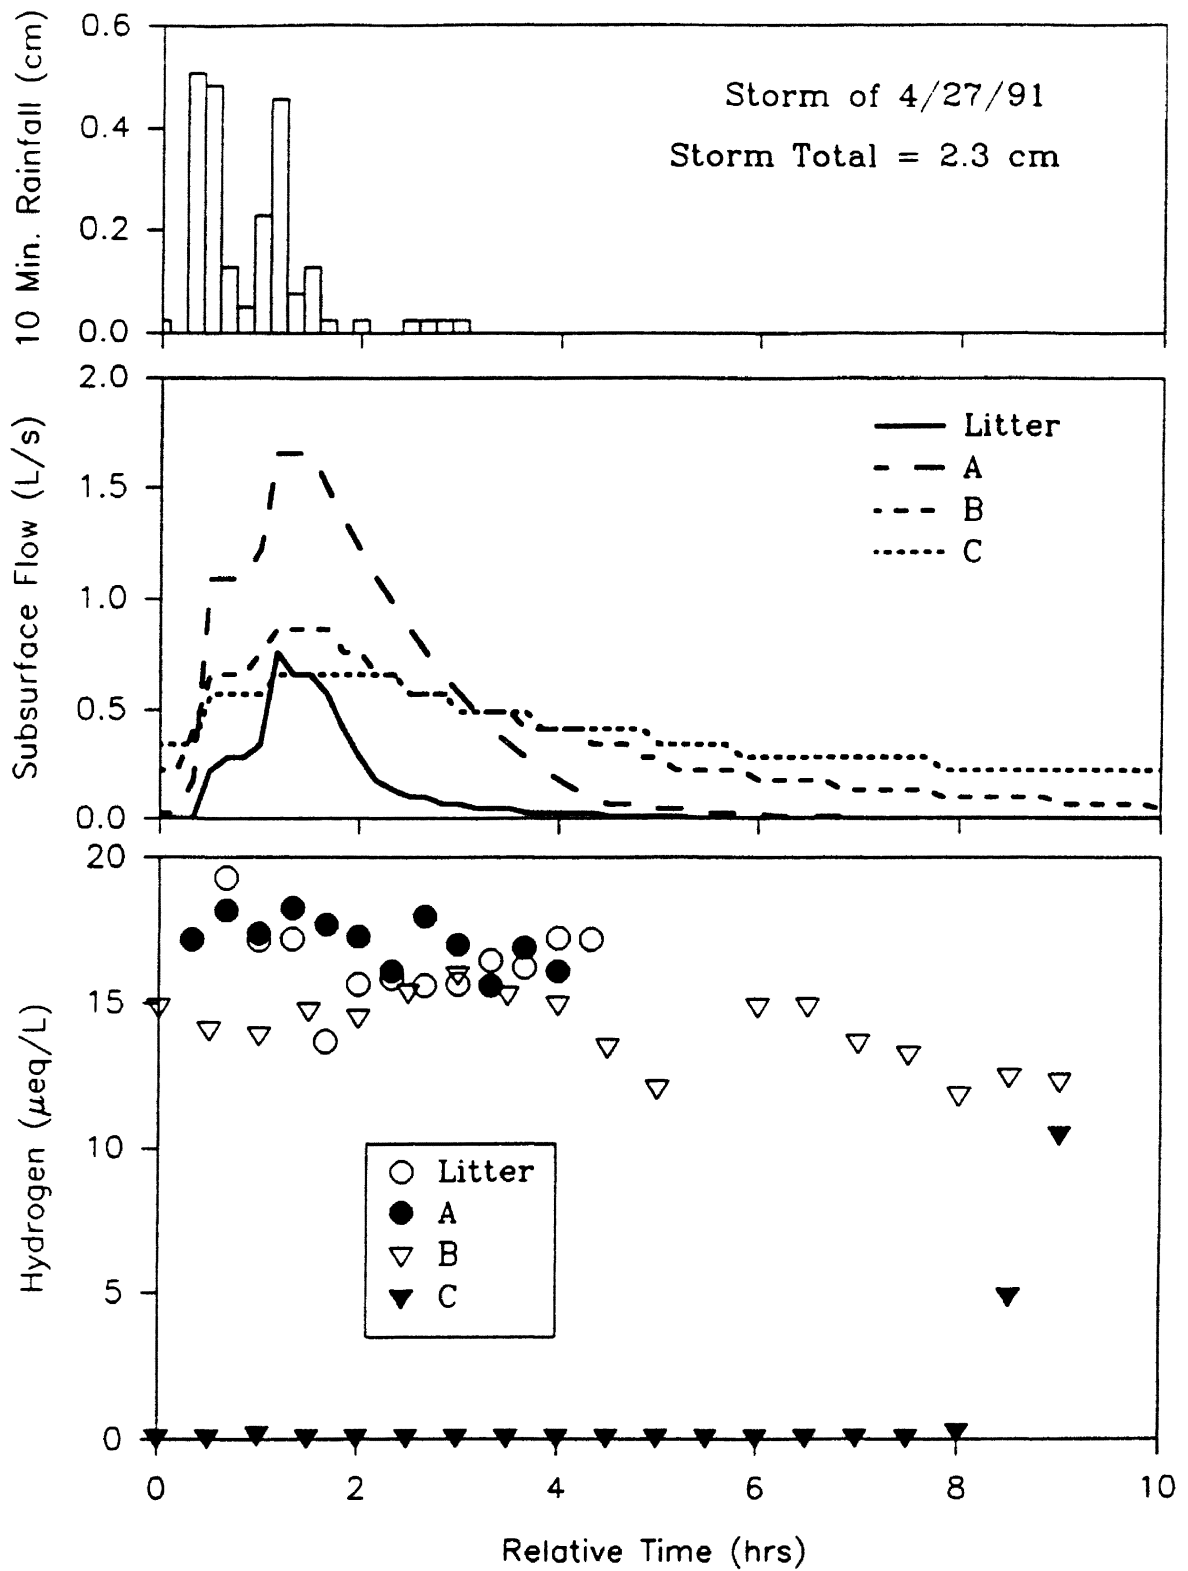 10 Min. Rainfall (cm)
0.6
0.4
0.2
0.0
Storm of 4/27/91
Storm Total = 2.3 cm
Subsurface Flow (L/s)
2.0
1.5
1.0
0.5
0.0
Litter
A
B
C
Hydrogen (μeq/L)
20
15
10
5
0
Litter
A
B
C
0 2 4 6 8 10
Relative Time (hrs)